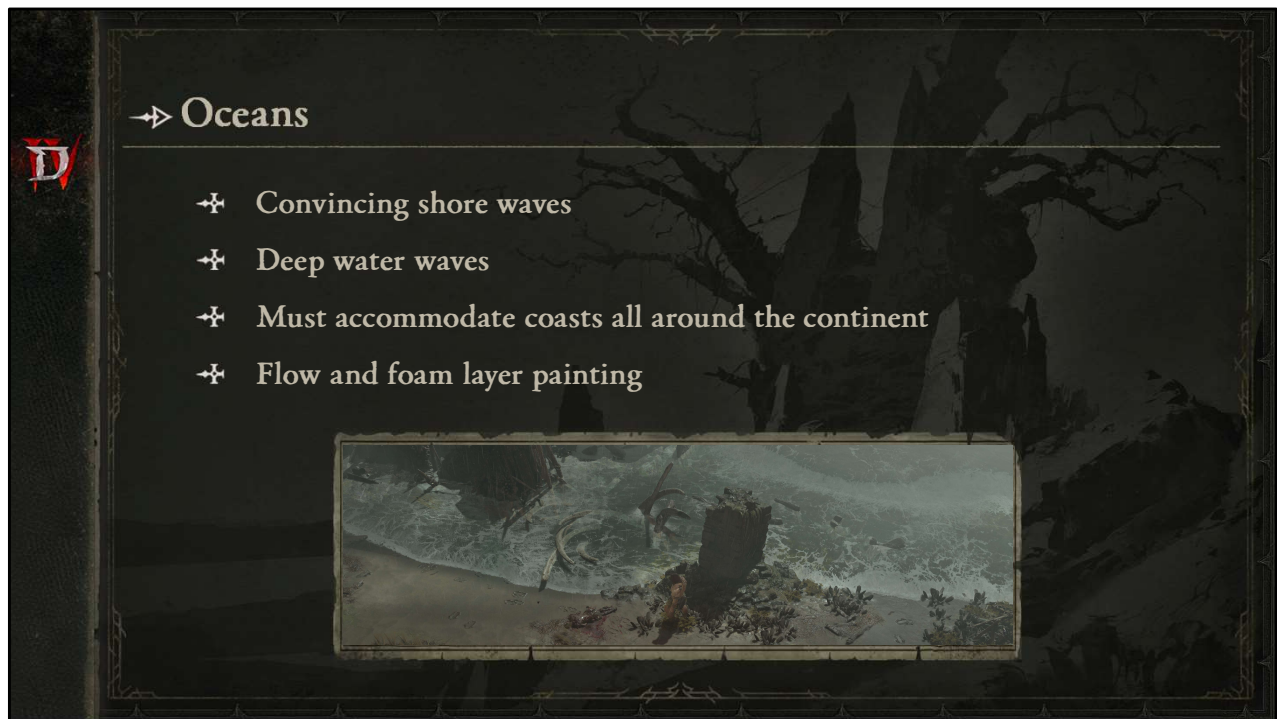 Oceans
Convincing shore waves
Deep water waves
Must accommodate coasts all around the continent
Flow and foam layer painting